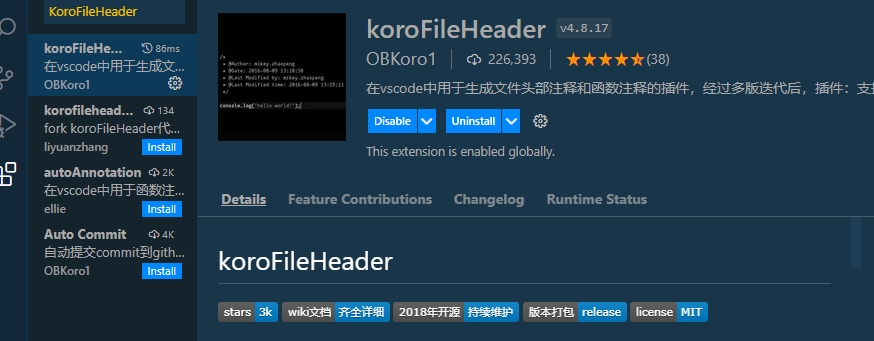 KoroFileHeader
koroFileHe... 86ms
在vscode中用于生成文...
OBKoro1
korofilehead... 134
fork koroFileHeader代...
liyuanzhang Install
autoAnnotation 2K
在vscode中用于函数注...
ellie Install
Auto Commit 4K
自动提交commit到gith...
OBKoro1 Install
/*
* @Author: mikey.zhaopeng
* @Date: 2016-08-09 13:18:58
* @Last Modified by: mikey.zhaopeng
* @Last Modified time: 2016-08-09 13:19:11
*/
console.log("hello world!");
koroFileHeader v4.8.17
OBKoro1 226,393 (38)
在vscode中用于生成文件头部注释和函数注释的插件，经过多版迭代后，插件：支
Disable Uninstall
This extension is enabled globally.
Details Feature Contributions Changelog Runtime Status
koroFileHeader
stars 3k wiki文档 齐全详细 2018年开源 持续维护 版本打包 release license MIT